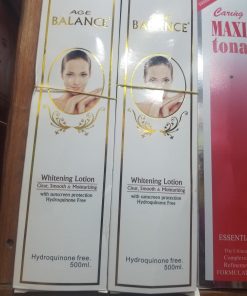 AGE
BALANCE
Whitening Lotion
Clear, Smooth & Moisturizing
with sunscreen protection
Hydroquinone Free
Hydroquinone free.
500ml.
BALANCE
Whitening Lotion
Clear, Smooth & Moisturizing
with sunscreen protection
Hydroquinone Free
Hydroquinone free.
500ml.
Caring
MAXI
tona
ESSENTI